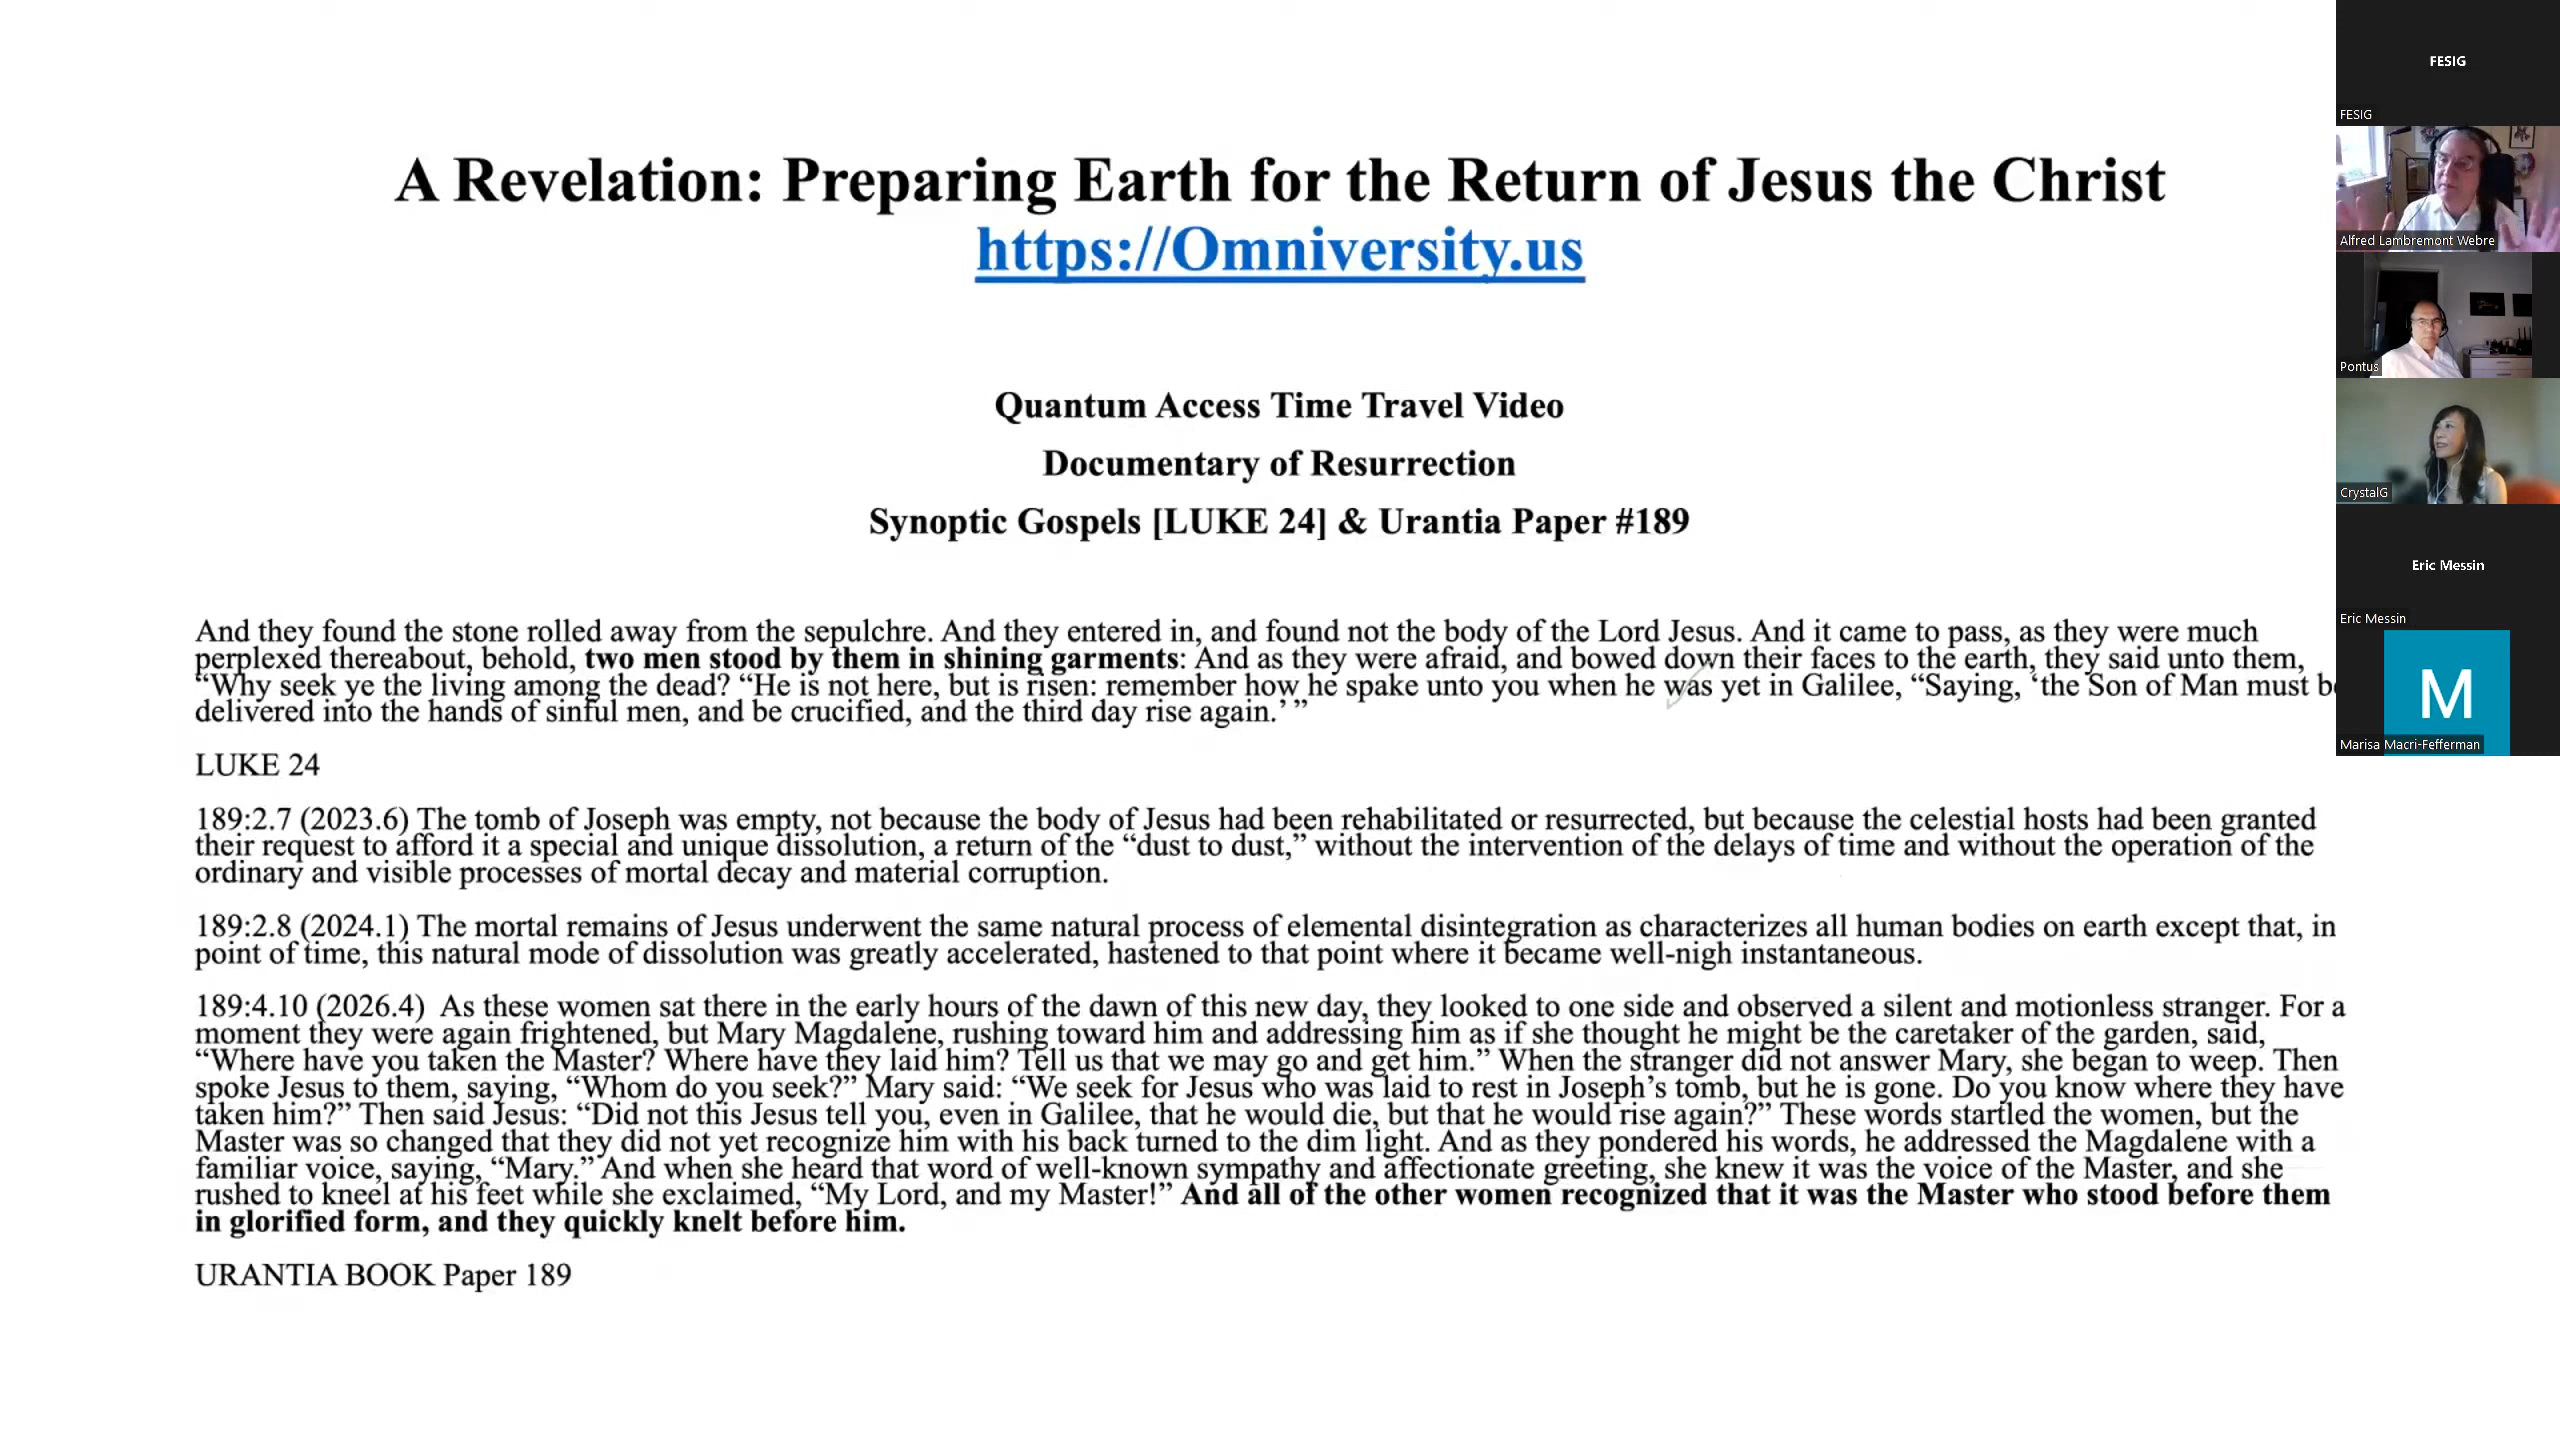 A Revelation: Preparing Earth for the Return of Jesus the Christ
https://Omniversity.us
Quantum Access Time Travel Video
Documentary of Resurrection
Synoptic Gospels [LUKE 24] & Urantia Paper #189
And they found the stone rolled away from the sepulchre. And they entered in, and found not the body of the Lord Jesus. And it came to pass, as they were much
perplexed thereabout, behold, two men stood by them in shining garments: And as they were afraid, and bowed down their faces to the earth, they said unto them,
“Why seek ye the living among the dead? “He is not here, but is risen: remember how he spake unto you when he was yet in Galilee, “Saying, ‘the Son of Man must be
delivered into the hands of sinful men, and be crucified, and the third day rise again.’ ”
LUKE 24
189:2.7 (2023.6) The tomb of Joseph was empty, not because the body of Jesus had been rehabilitated or resurrected, but because the celestial hosts had been granted
their request to afford it a special and unique dissolution, a return of the “dust to dust,” without the intervention of the delays of time and without the operation of the
ordinary and visible processes of mortal decay and material corruption.
189:2.8 (2024.1) The mortal remains of Jesus underwent the same natural process of elemental disintegration as characterizes all human bodies on earth except that, in
point of time, this natural mode of dissolution was greatly accelerated, hastened to that point where it became well-nigh instantaneous.
189:4.10 (2026.4) As these women sat there in the early hours of the dawn of this new day, they looked to one side and observed a silent and motionless stranger. For a
moment they were again frightened, but Mary Magdalene, rushing toward him and addressing him as if she thought he might be the caretaker of the garden, said,
“Where have you taken the Master? Where have they laid him? Tell us that we may go and get him.” When the stranger did not answer Mary, she began to weep. Then
spoke Jesus to them, saying, “Whom do you seek?” Mary said: “We seek for Jesus who was laid to rest in Joseph’s tomb, but he is gone. Do you know where they have
taken him?” Then said Jesus: “Did not this Jesus tell you, even in Galilee, that he would die, but that he would rise again?” These words startled the women, but the
Master was so changed that they did not yet recognize him with his back turned to the dim light. And as they pondered his words, he addressed the Magdalene with a
familiar voice, saying, “Mary.” And when she heard that word of well-known sympathy and affectionate greeting, she knew it was the voice of the Master, and she
rushed to kneel at his feet while she exclaimed, “My Lord, and my Master!” And all of the other women recognized that it was the Master who stood before them
in glorified form, and they quickly knelt before him.
URANTIA BOOK Paper 189
FESIG
FESIG
Alfred Lambremont Webre
Pontus
CrystalG
Eric Messin
Eric Messin
M
Marisa Macri-Fefferman